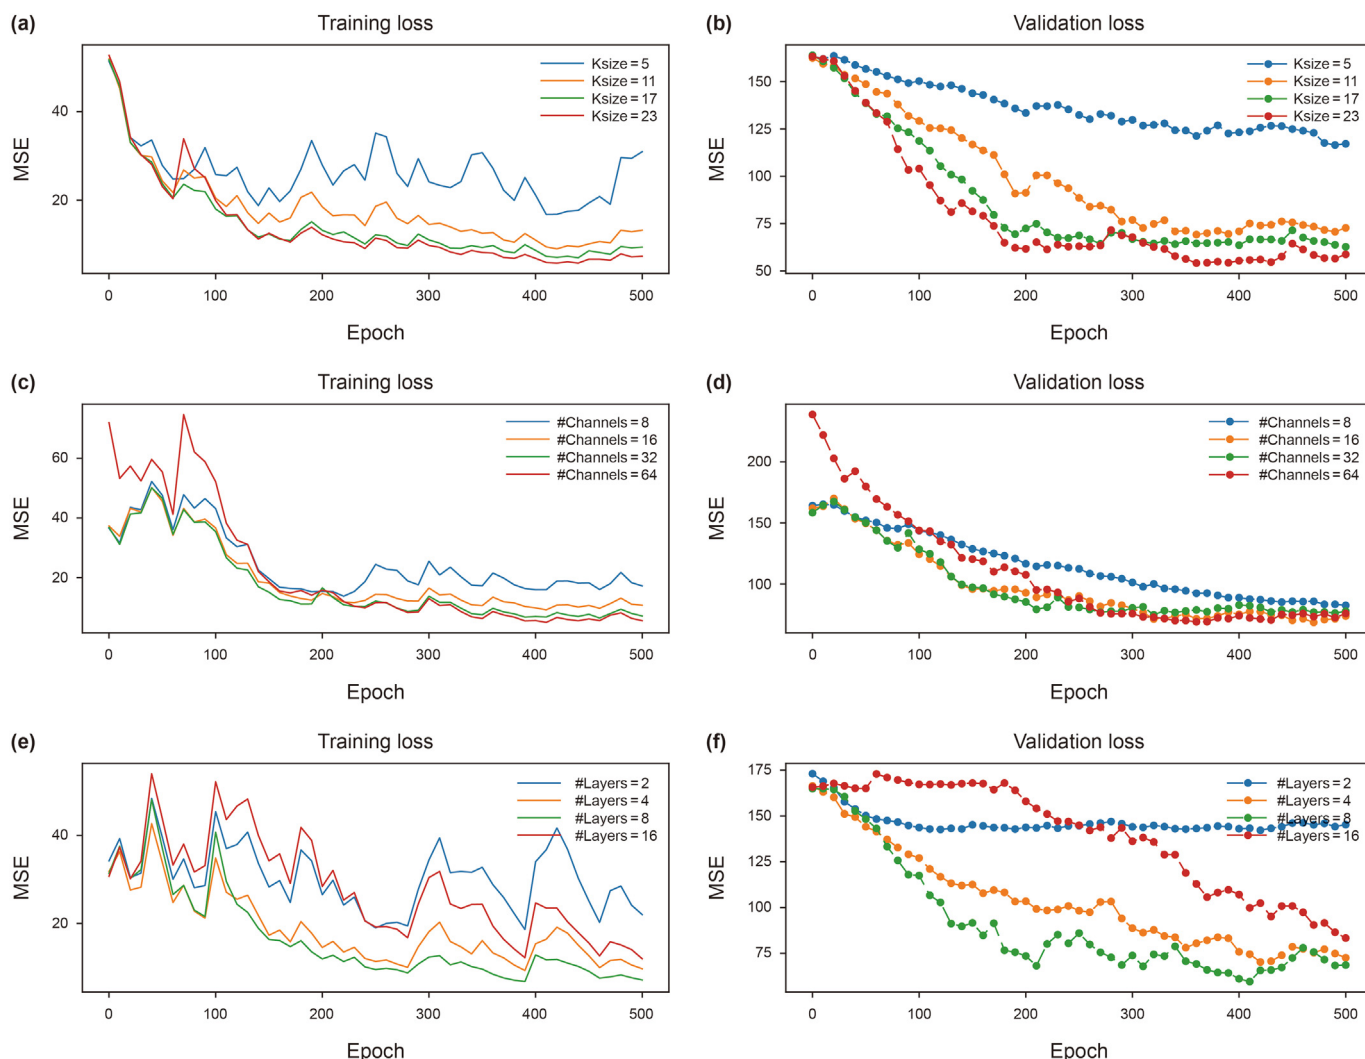 (a) Training loss
MSE
40
20
Ksize = 5
Ksize = 11
Ksize = 17
Ksize = 23
0 100 200 300 400 500
Epoch
(b) Validation loss
MSE
150
125
100
75
50
Ksize = 5
Ksize = 11
Ksize = 17
Ksize = 23
0 100 200 300 400 500
Epoch
(c) Training loss
MSE
60
40
20
#Channels = 8
#Channels = 16
#Channels = 32
#Channels = 64
0 100 200 300 400 500
Epoch
(d) Validation loss
MSE
200
150
100
#Channels = 8
#Channels = 16
#Channels = 32
#Channels = 64
0 100 200 300 400 500
Epoch
(e) Training loss
MSE
40
20
#Layers = 2
#Layers = 4
#Layers = 8
#Layers = 16
0 100 200 300 400 500
Epoch
(f) Validation loss
MSE
175
150
125
100
75
#Layers = 2
#Layers = 4
#Layers = 8
#Layers = 16
0 100 200 300 400 500
Epoch